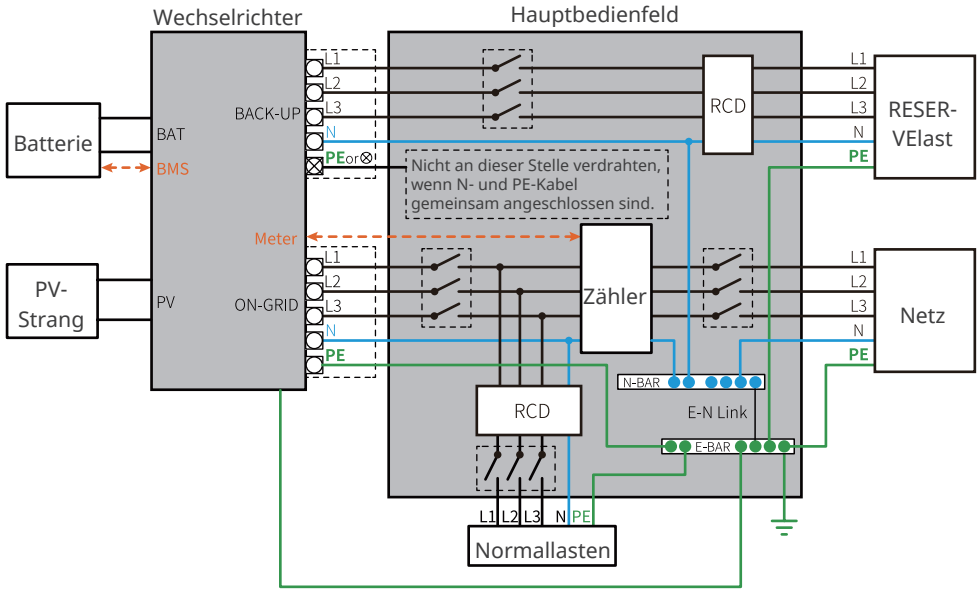 Wechselrichter
Hauptbedienfeld
Batterie
BAT
BMS
BACK-UP
L1
L2
L3
N
PEor⊗
Nicht an dieser Stelle verdrahten,
wenn N- und PE-Kabel
gemeinsam angeschlossen sind.
RCD
L1
L2
L3
N
PE
RESER-
VElast
Meter
PV-
Strang
PV
ON-GRID
L1
L2
L3
N
PE
Zähler
L1
L2
L3
N
PE
Netz
N-BAR
E-N Link
E-BAR
RCD
L1 L2 L3 N PE
Normallasten